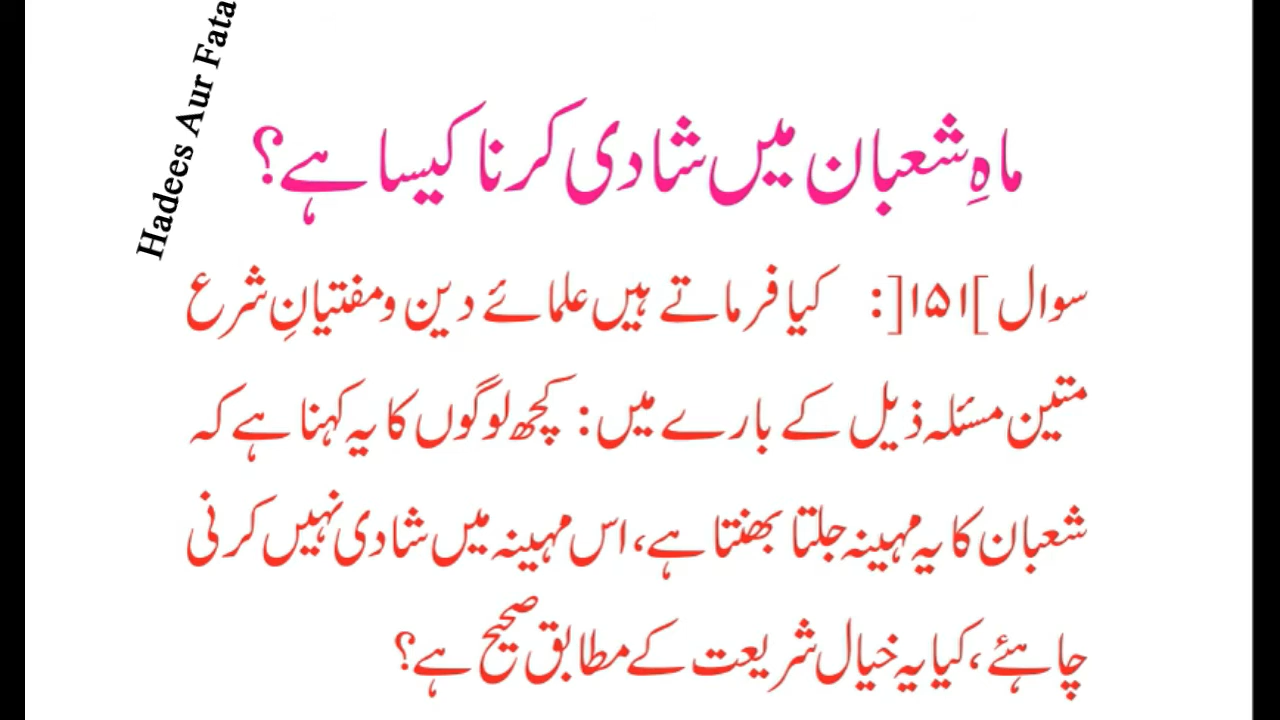 Hadees Aur Fata
ماہِ شعبان میں شادی کرنا کیسا ہے؟
سوال ]۱۵۱[: کیا فرماتے ہیں علمائے دین ومفتیانِ شرع
متین مسئلہ ذیل کے بارے میں: کچھ لوگوں کا یہ کہنا ہے کہ
شعبان کا یہ مہینہ جلتا بھنتا ہے، اس مہینہ میں شادی نہیں کرنی
چاہئے، کیا یہ خیال شریعت کے مطابق صحیح ہے؟